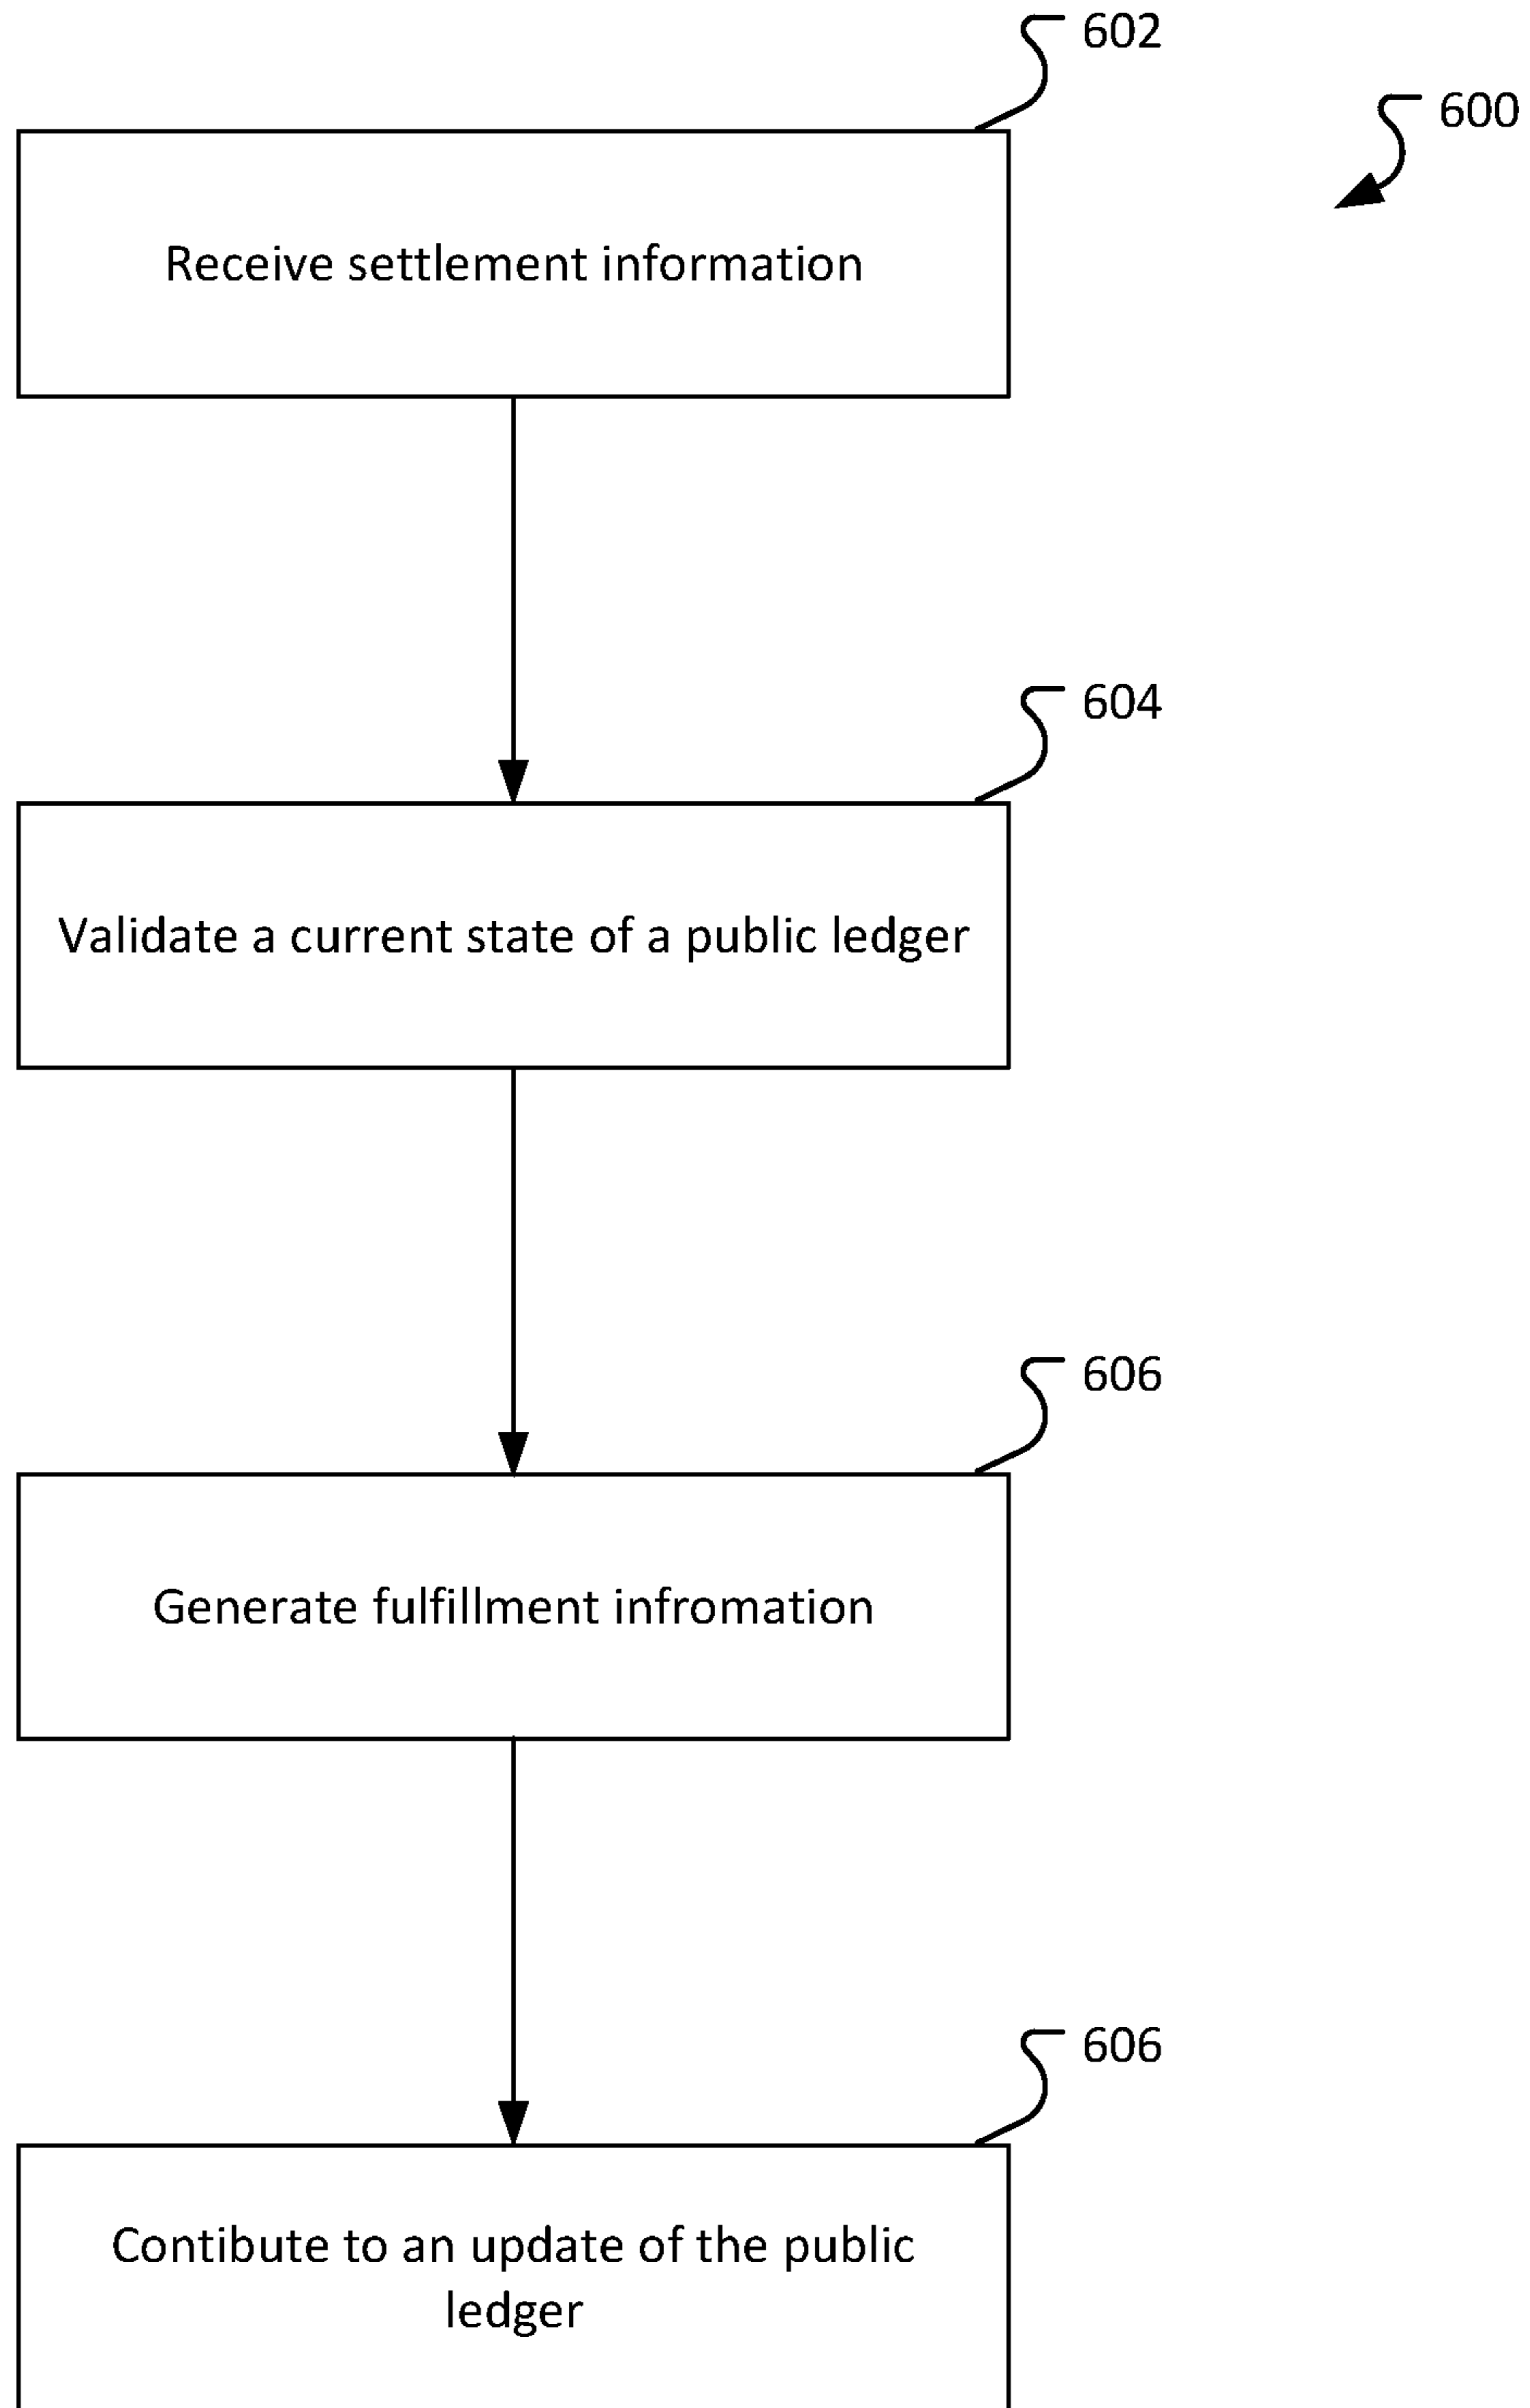 602
600
Receive settlement information
604
Validate a current state of a public ledger
606
Generate fulfillment infromation
606
Contibute to an update of the public
ledger